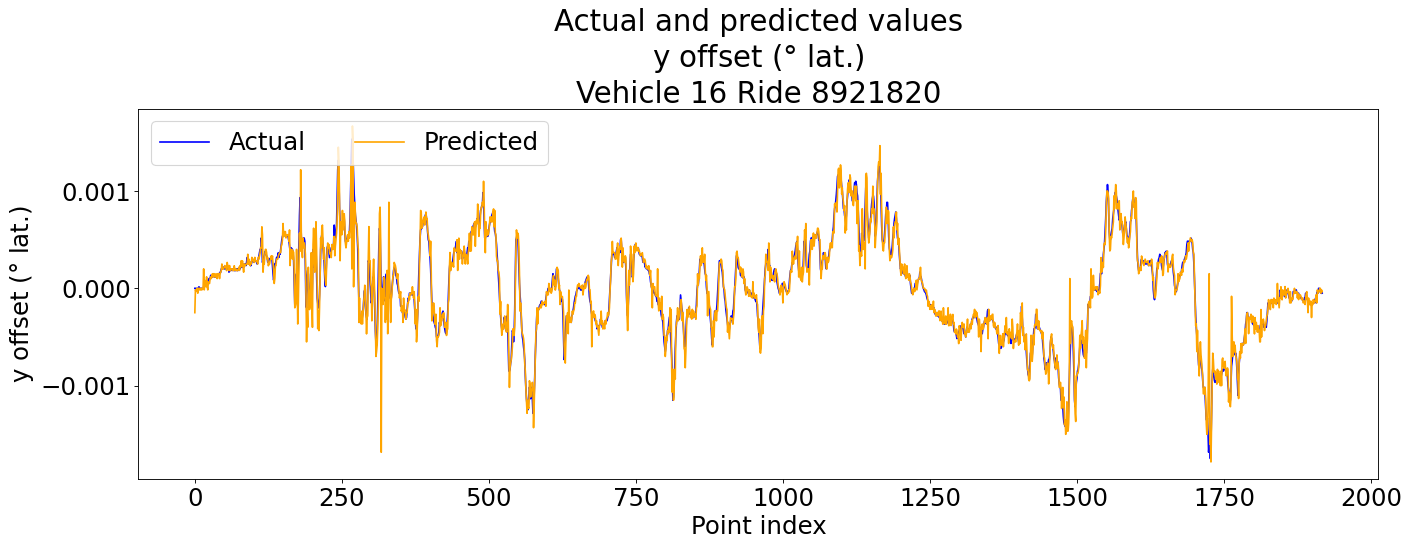 Actual and predicted values
y offset (° lat.)
Vehicle 16 Ride 8921820
Actual Predicted
0.001
0.000
−0.001
y offset (° lat.)
0 250 500 750 1000 1250 1500 1750 2000
Point index